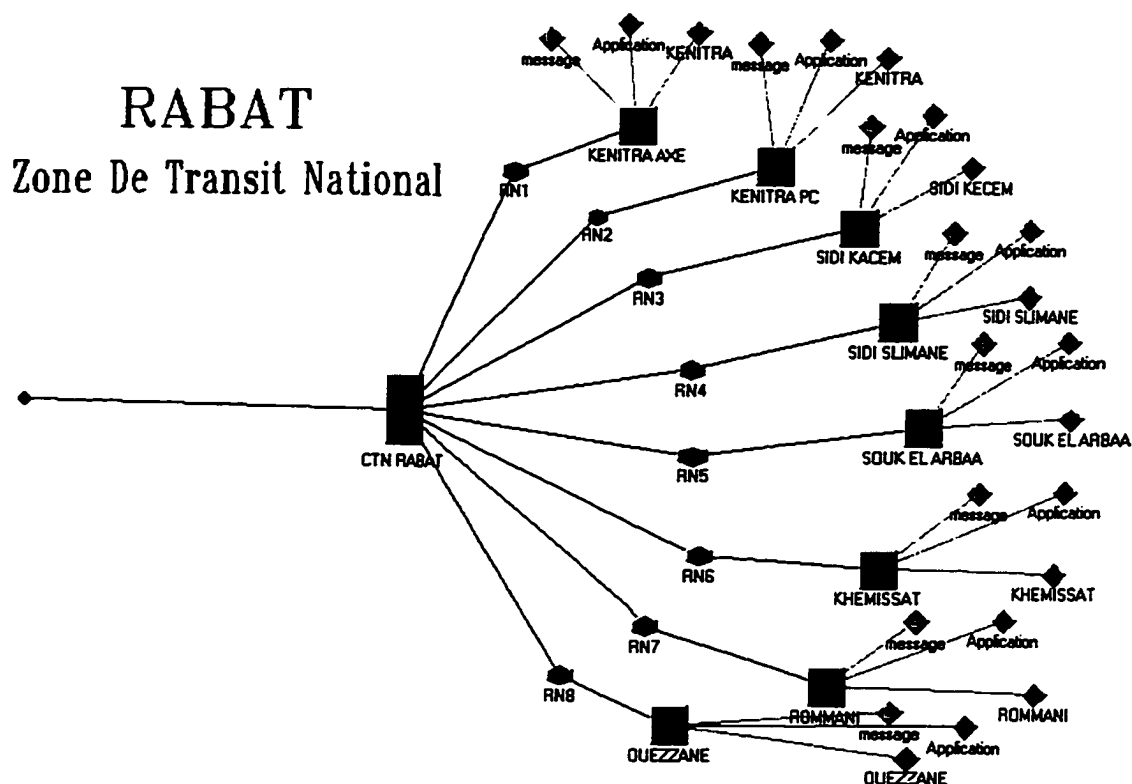 RABAT
Zone De Transit National
message
Application
KENITRA
KENITRA AXE
RN1
message
Application
KENITRA
KENITRA PC
RN2
message
Application
SIDI KECEM
SIDI KACEM
RN3
message
Application
SIDI SLIMANE
SIDI SLIMANE
RN4
message
Application
SOUK EL ARBAA
SOUK EL ARBAA
RN5
CTN RABAT
message
Application
KHEMISSAT
KHEMISSAT
RN6
message
Application
ROMMANI
ROMMANI
RN7
message
Application
OUEZZANE
OUEZZANE
RN8